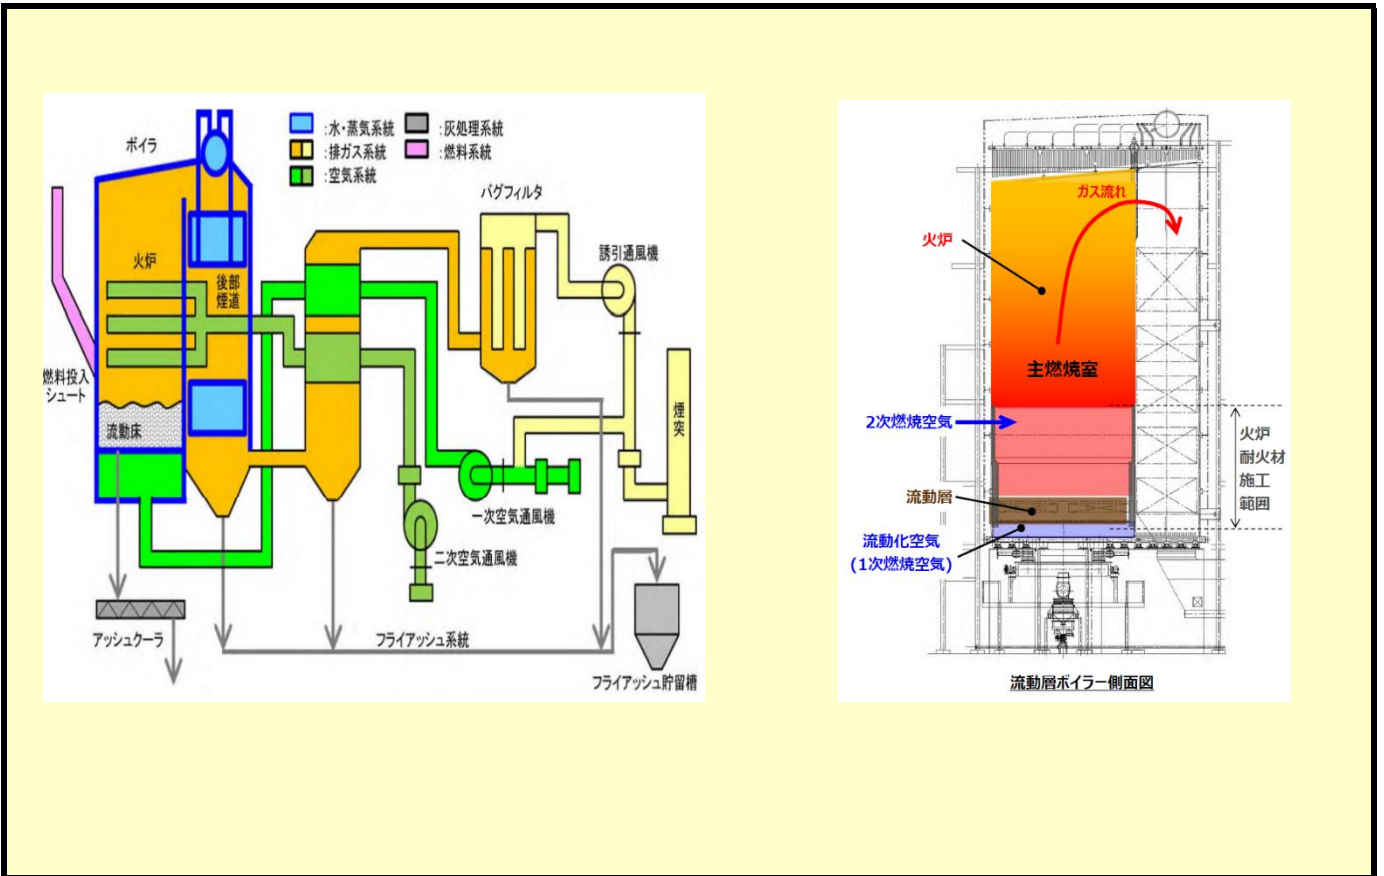 ボイラ
:水・蒸気系統
:灰処理系統
:排ガス系統
:燃料系統
:空気系統
バグフィルタ
誘引通風機
火炉
後部
煙道
燃料投入
シュート
流動床
煙突
一次空気通風機
二次空気通風機
アッシュクーラ
フライアッシュ系統
フライアッシュ貯留槽
ガス流れ
火炉
主燃焼室
2次燃焼空気
火炉
耐火材
施工
範囲
流動層
流動化空気
(1次燃焼空気)
流動層ボイラー側面図